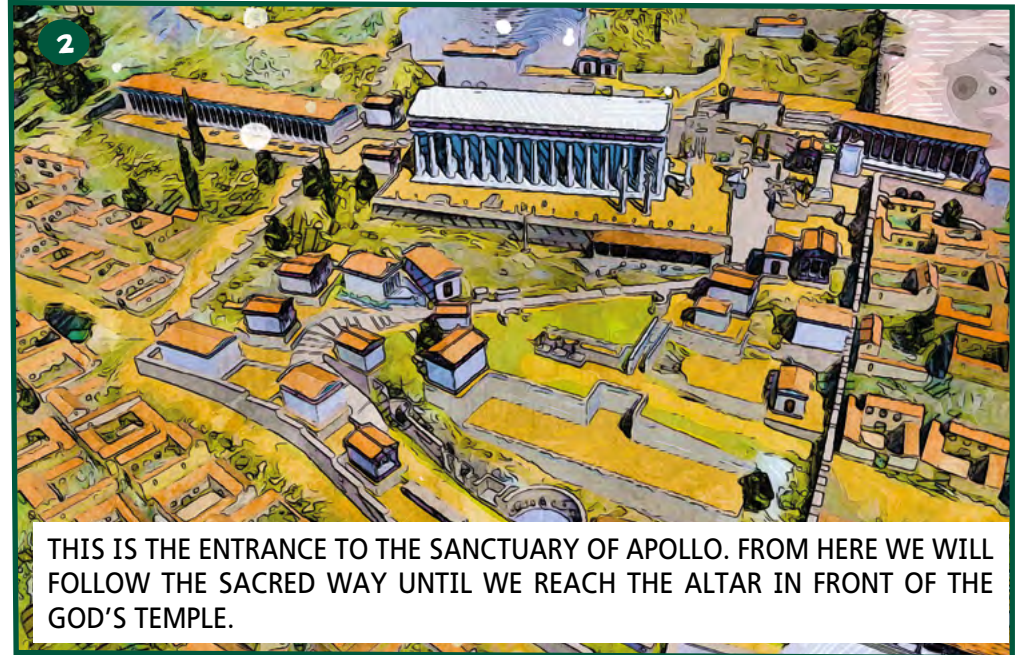 2
THIS IS THE ENTRANCE TO THE SANCTUARY OF APOLLO. FROM HERE WE WILL
FOLLOW THE SACRED WAY UNTIL WE REACH THE ALTAR IN FRONT OF THE
GOD'S TEMPLE.